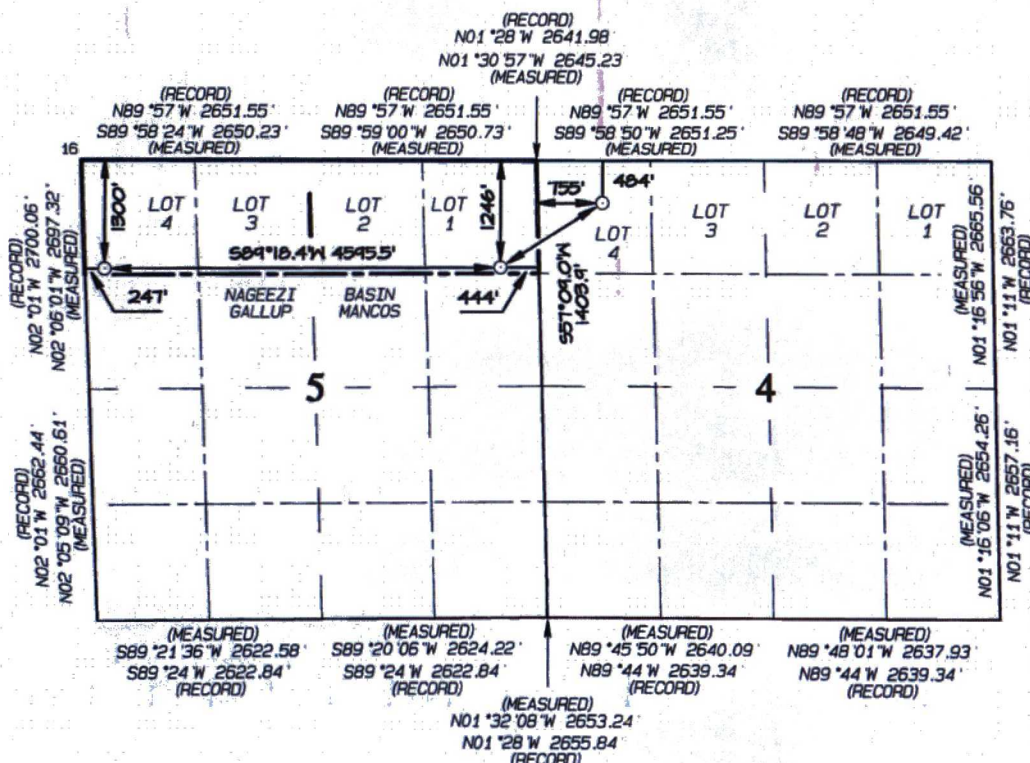 (RECORD)
N01°28'W 2641.98'
N01°30'57"W 2645.23'
(MEASURED)
(RECORD)
N89°57'W 2651.55'
S89°58'24"W 2650.23'
(MEASURED)
(RECORD)
N89°57'W 2651.55'
S89°59'00"W 2650.73'
(MEASURED)
(RECORD)
N89°57'W 2651.55'
S89°58'50"W 2651.25'
(MEASURED)
(RECORD)
N89°57'W 2651.55'
S89°58'48"W 2649.42'
(MEASURED)
16
(RECORD)
N02°01'W 2700.06'
N02°06'01"W 2697.32'
(MEASURED)
1300'
LOT
4
LOT
3
LOT
2
LOT
1
1246'
755'
484'
LOT
4
LOT
3
LOT
2
LOT
1
S89°18.4'W 4595.5'
247'
NAGEEZI
GALLUP
BASIN
MANCOS
444'
S57°09.0'W
1403.9'
(MEASURED)
N01°16'56"W 2665.56'
N01°11'W 2663.76'
(RECORD)
5
4
(RECORD)
N02°01'W 2662.44'
N02°05'09"W 2660.61'
(MEASURED)
(MEASURED)
N01°16'06"W 2654.26'
N01°11'W 2657.16'
(RECORD)
(MEASURED)
S89°21'36"W 2622.58'
S89°24'W 2622.84'
(RECORD)
(MEASURED)
S89°20'06"W 2624.22'
S89°24'W 2622.84'
(RECORD)
(MEASURED)
N89°45'50"W 2640.09'
N89°44'W 2639.34'
(RECORD)
(MEASURED)
N89°48'01"W 2637.93'
N89°44'W 2639.34'
(RECORD)
(MEASURED)
N01°32'08"W 2653.24'
N01°28'W 2655.84'
(RECORD)